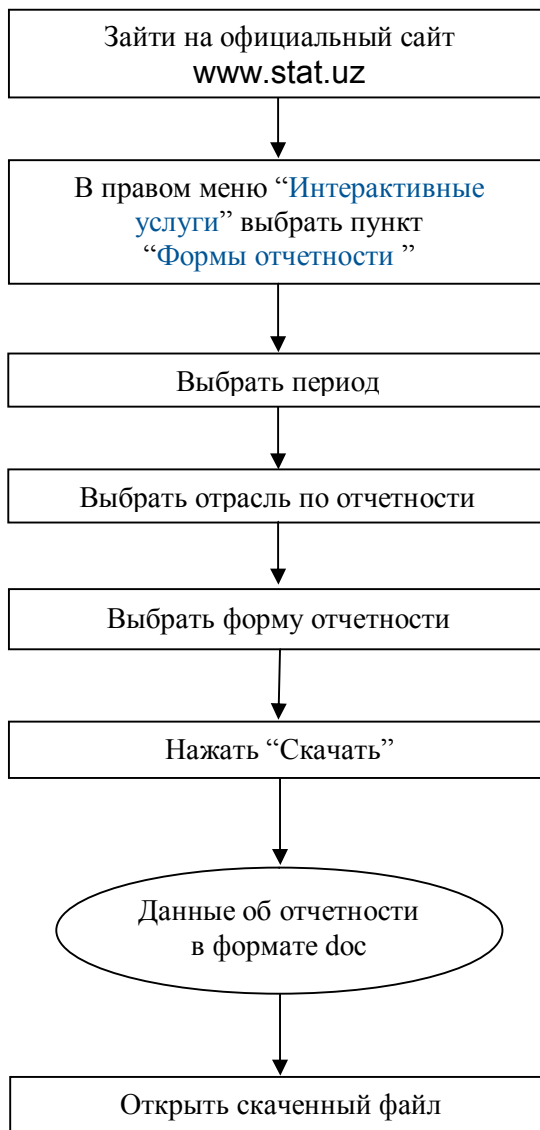 Зайти на официальный сайт
www.stat.uz
В правом меню “Интерактивные
услуги” выбрать пункт
“Формы отчетности ”
Выбрать период
Выбрать отрасль по отчетности
Выбрать форму отчетности
Нажать “Скачать”
Данные об отчетности
в формате doc
Открыть скаченный файл